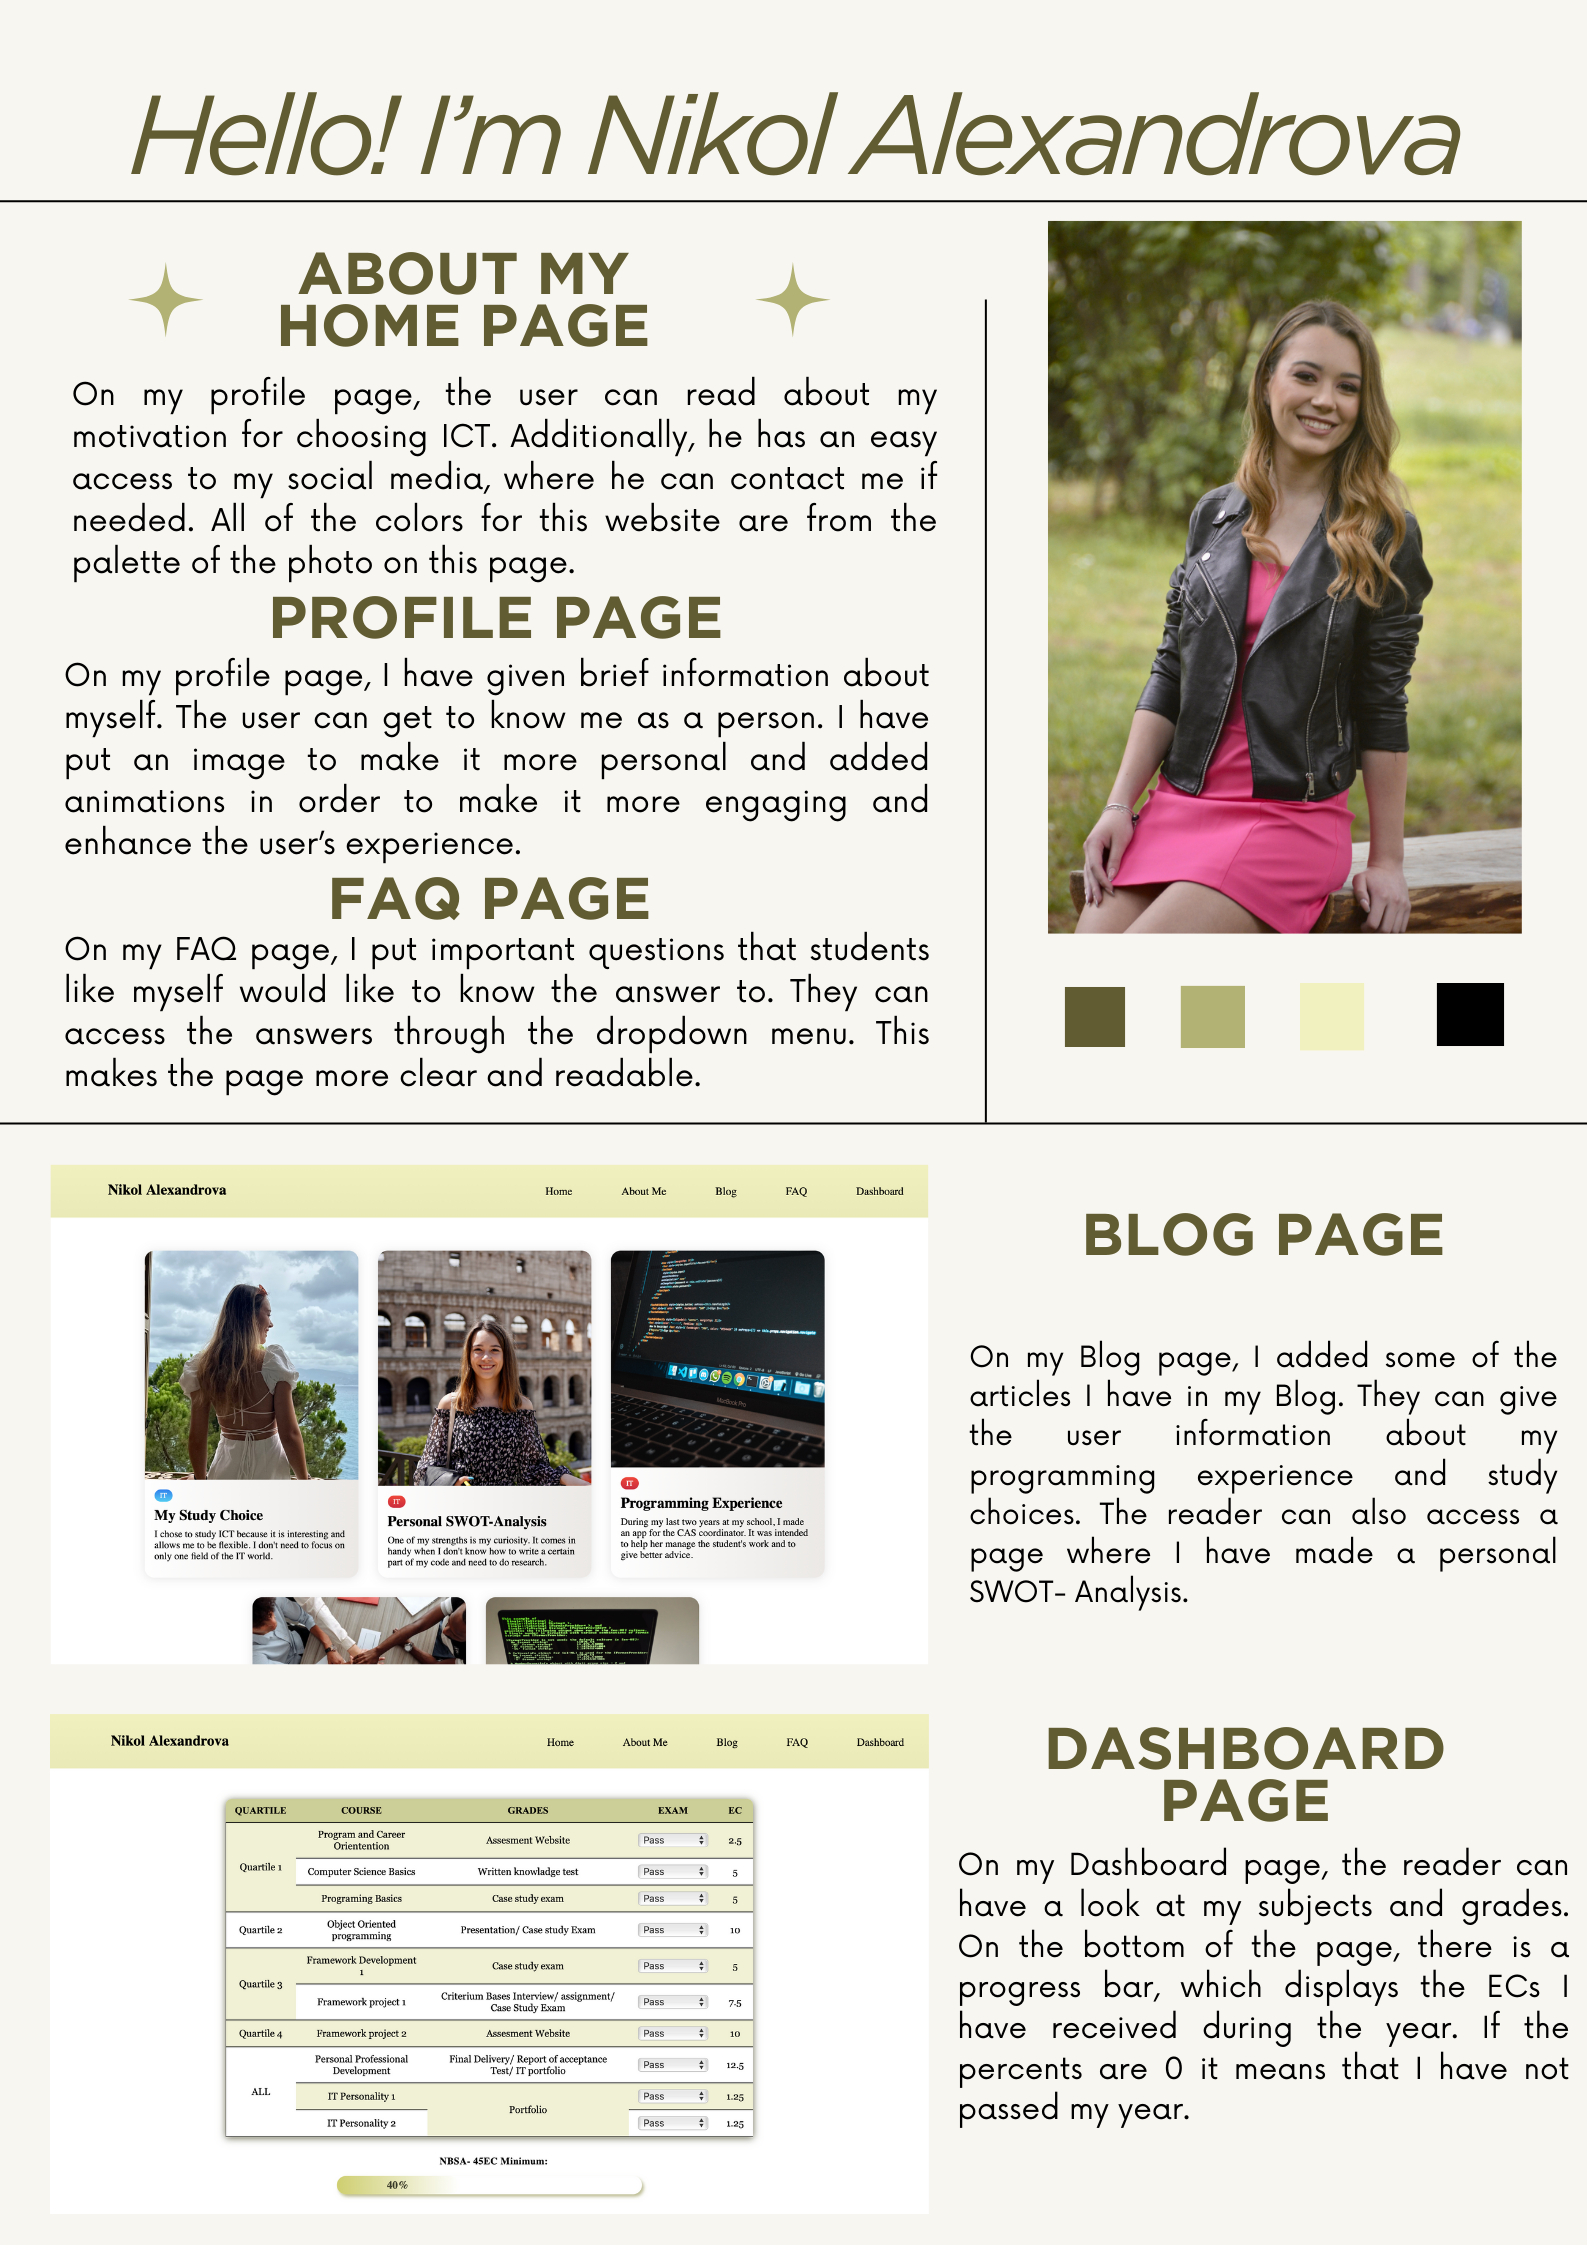 Hello! I'm Nikol Alexandrova
ABOUT MY
HOME PAGE
On my profile page, the user can read about my
motivation for choosing ICT. Additionally, he has an easy
access to my social media, where he can contact me if
needed. All of the colors for this website are from the
palette of the photo on this page.
PROFILE PAGE
On my profile page, I have given brief information about
myself. The user can get to know me as a person. I have
put an image to make it more personal and added
animations in order to make it more engaging and
enhance the user's experience.
FAQ PAGE
On my FAQ page, I put important questions that students
like myself would like to know the answer to. They can
access the answers through the dropdown menu. This
makes the page more clear and readable.
Nikol Alexandrova Home About Me Blog FAQ Dashboard
MacBook Pro
IT
My Study Choice
I chose to study ICT because it is interesting and
allows me to be flexible. I don't need to focus on
only one field of the IT world.
IT
Personal SWOT-Analysis
One of my strengths is my curiosity. It comes in
handy when I don't know how to write a certain
part of my code and need to do research.
IT
Programming Experience
During my last two years at my school, I made
an app for the CAS coordinator. It was intended
to help her manage the student's work and to
give better advice.
BLOG PAGE
On my Blog page, I added some of the
articles I have in my Blog. They can give
the user information about my
programming experience and study
choices. The reader can also access a
page where I have made a personal
SWOT- Analysis.
Nikol Alexandrova Home About Me Blog FAQ Dashboard
QUARTILE COURSE GRADES EXAM EC
Quartile 1
Program and Career
Orientention
Assesment Website Pass 2.5
Computer Science Basics Written knowladge test Pass 5
Programing Basics Case study exam Pass 5
Quartile 2
Object Oriented
programming
Presentation/ Case study Exam Pass 10
Quartile 3
Framework Development
1
Case study exam Pass 5
Framework project 1
Criterium Bases Interview/ assignment/
Case Study Exam
Pass 7.5
Quartile 4 Framework project 2 Assesment Website Pass 10
ALL
Personal Professional
Development
Final Delivery/ Report of acceptance
Test/ IT portfolio
Pass 12.5
IT Personality 1 Pass 1.25
Portfolio
IT Personality 2 Pass 1.25
NBSA- 45EC Minimum:
40%
DASHBOARD
PAGE
On my Dashboard page, the reader can
have a look at my subjects and grades.
On the bottom of the page, there is a
progress bar, which displays the ECs I
have received during the year. If the
percents are 0 it means that I have not
passed my year.